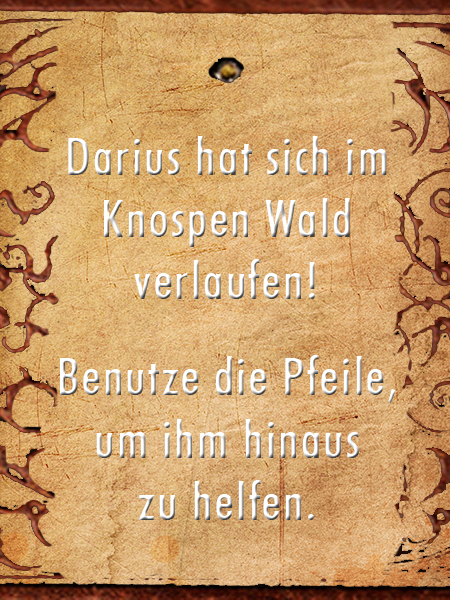 Darius hat sich im
Knospen Wald
verlaufen!
Benutze die Pfeile,
um ihm hinaus
zu helfen.